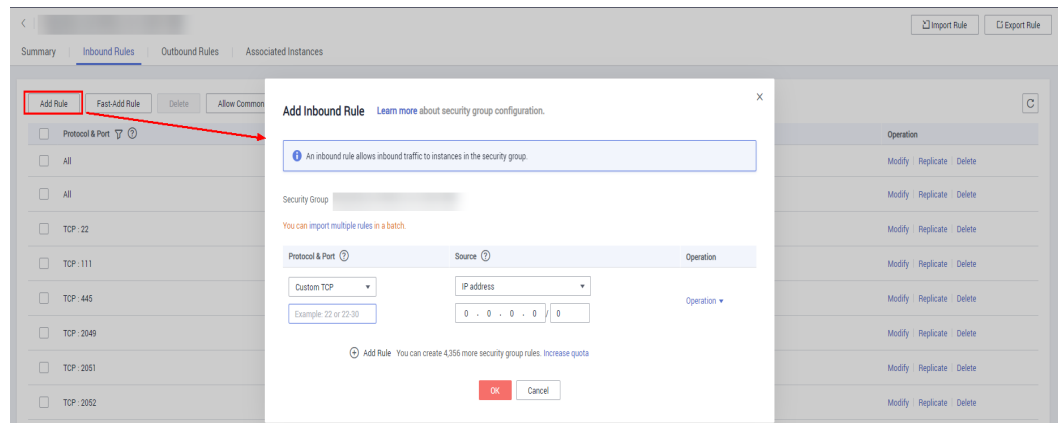 Import Rule Export Rule
Summary Inbound Rules Outbound Rules Associated Instances
Add Rule Fast-Add Rule Delete Allow Common
Add Inbound Rule Learn more about security group configuration.
Protocol & Port Operation
An inbound rule allows inbound traffic to instances in the security group.
All Modify Replicate Delete
All Modify Replicate Delete
Security Group
You can import multiple rules in a batch.
TCP : 22 Modify Replicate Delete
Protocol & Port Source Operation
TCP : 111 Modify Replicate Delete
Custom TCP IP address
TCP : 445 Modify Replicate Delete
Operation
Example: 22 or 22-30 0 . 0 . 0 . 0 / 0
TCP : 2049 Modify Replicate Delete
Add Rule You can create 4,356 more security group rules. Increase quota
TCP : 2051 Modify Replicate Delete
OK Cancel
TCP : 2052 Modify Replicate Delete